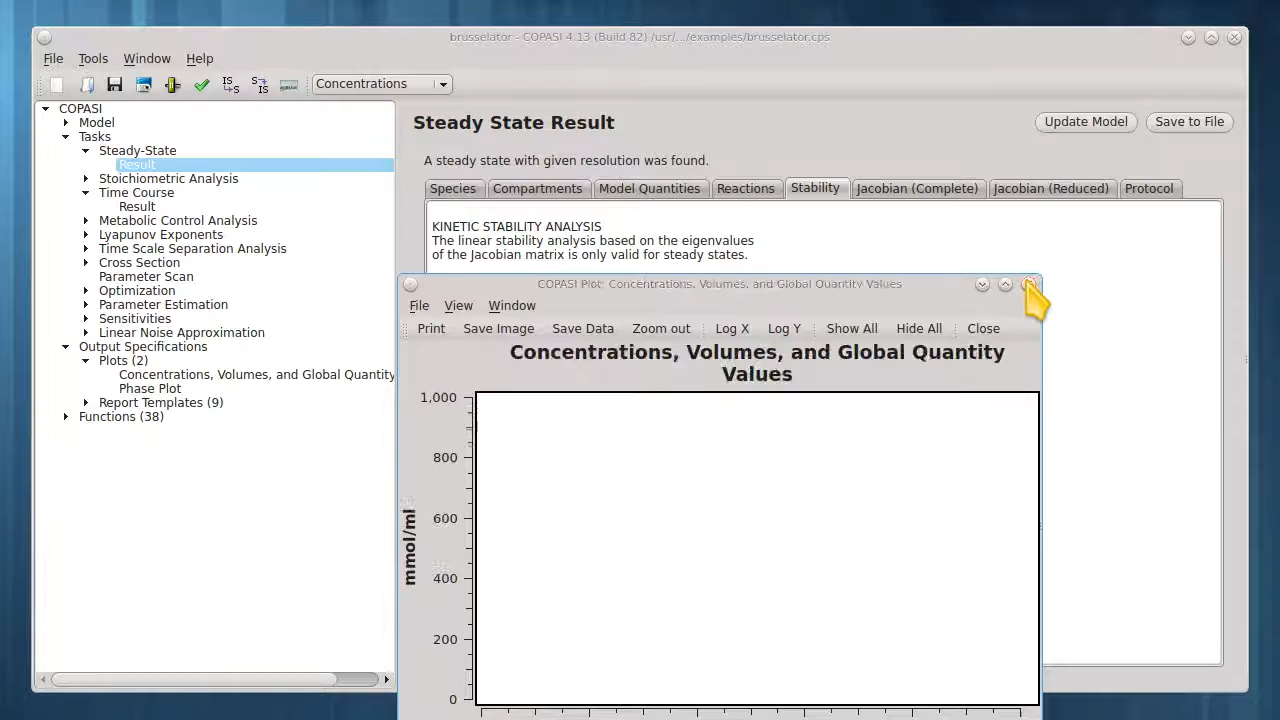 brusselator - COPASI 4.13 (Build 82) /usr/.../examples/brusselator.cps
File Tools Window Help
Concentrations
COPASI
Model
Tasks
Steady-State
Result
Stoichiometric Analysis
Time Course
Result
Metabolic Control Analysis
Lyapunov Exponents
Time Scale Separation Analysis
Cross Section
Parameter Scan
Optimization
Parameter Estimation
Sensitivities
Linear Noise Approximation
Output Specifications
Plots (2)
Concentrations, Volumes, and Global Quantity
Phase Plot
Report Templates (9)
Functions (38)
Steady State Result
Update Model Save to File
A steady state with given resolution was found.
Species Compartments Model Quantities Reactions Stability Jacobian (Complete) Jacobian (Reduced) Protocol
KINETIC STABILITY ANALYSIS
The linear stability analysis based on the eigenvalues
of the Jacobian matrix is only valid for steady states.
COPASI Plot: Concentrations, Volumes, and Global Quantity Values
File View Window
Print Save Image Save Data Zoom out Log X Log Y Show All Hide All Close
Concentrations, Volumes, and Global Quantity
Values
1,000
800
600
400
200
0
mmol/ml